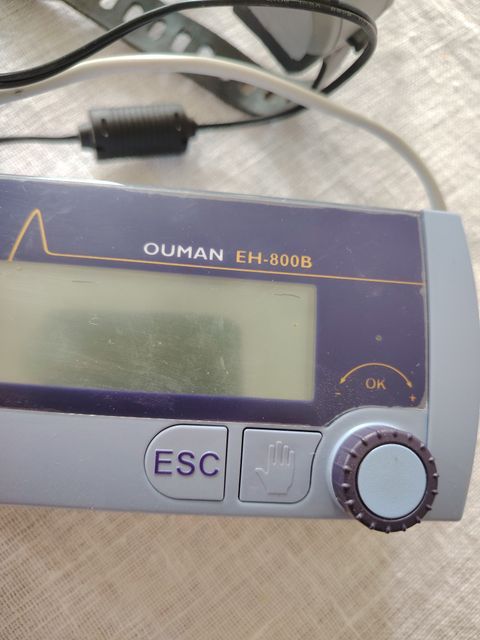 OUMAN EH-800B
OK
- +
ESC